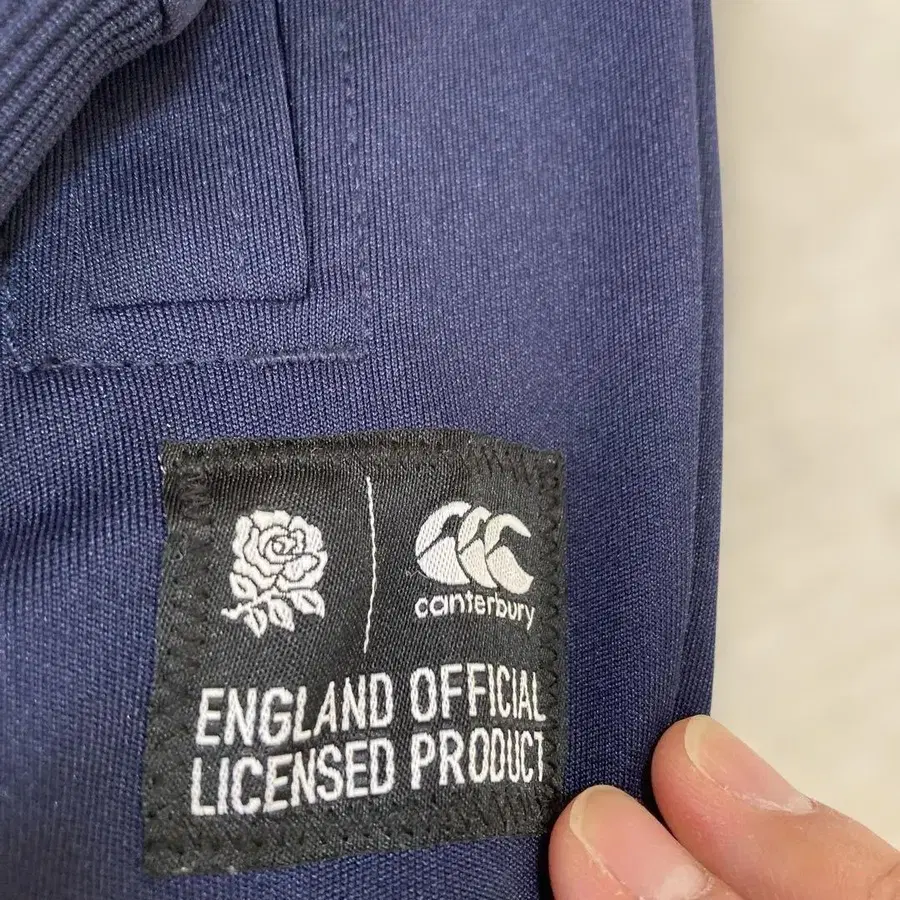 canterbury
ENGLAND OFFICIAL
LICENSED PRODUCT